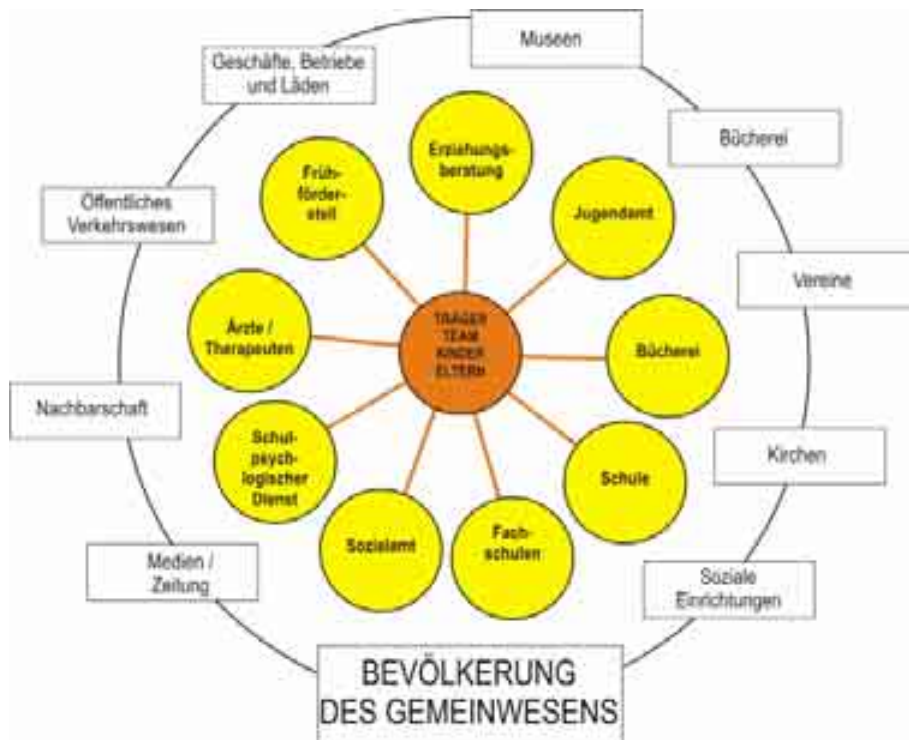 Museen
Geschäfte, Betriebe
und Läden
Bücherei
Öffentliches
Verkehrswesen
Vereine
Nachbarschaft
Kirchen
Medien /
Zeitung
Soziale
Einrichtungen
BEVÖLKERUNG
DES GEMEINWESENS
Erziehungs-
beratung
Früh-
förder-
stell
Jugendamt
Ärzte /
Therapeuten
Bücherei
Schul-
psych-
logischer
Dienst
Schule
Sozialamt
Fach-
schulen
TRÄGER
TEAM
KINDER
ELTERN